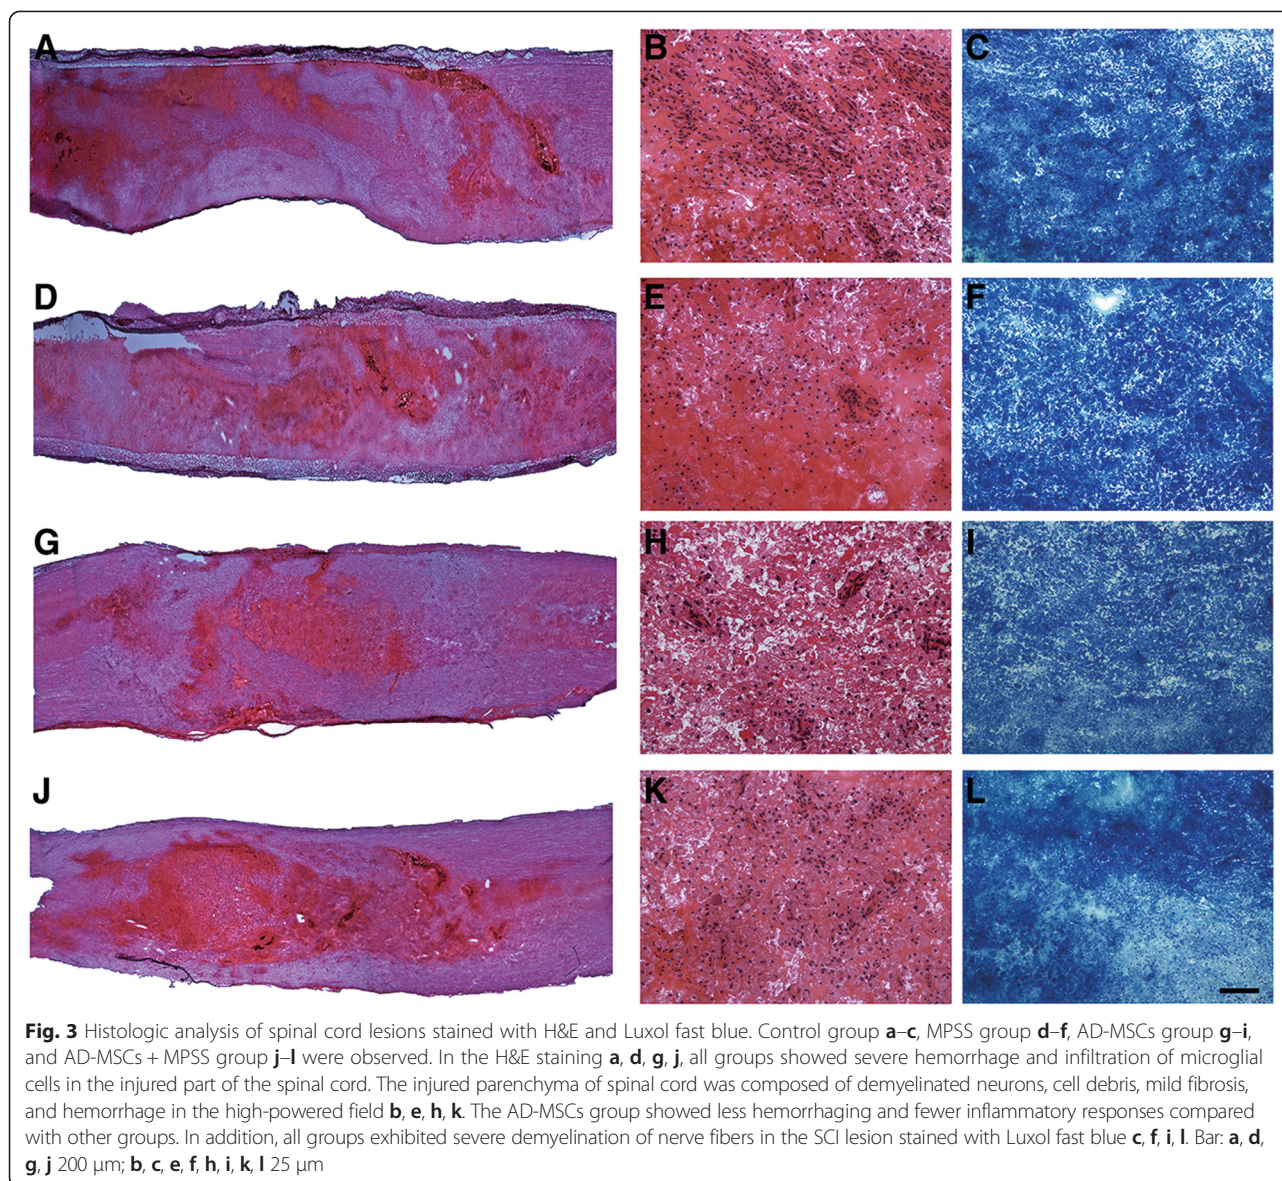 A
B
C
D
E
F
G
H
I
J
K
L
Fig. 3 Histologic analysis of spinal cord lesions stained with H&E and Luxol fast blue. Control group a–c, MPSS group d–f, AD-MSCs group g–i,
and AD-MSCs + MPSS group j–l were observed. In the H&E staining a, d, g, j, all groups showed severe hemorrhage and infiltration of microglial
cells in the injured part of the spinal cord. The injured parenchyma of spinal cord was composed of demyelinated neurons, cell debris, mild fibrosis,
and hemorrhage in the high-powered field b, e, h, k. The AD-MSCs group showed less hemorrhaging and fewer inflammatory responses compared
with other groups. In addition, all groups exhibited severe demyelination of nerve fibers in the SCI lesion stained with Luxol fast blue c, f, i, l. Bar: a, d,
g, j 200 μm; b, c, e, f, h, i, k, l 25 μm